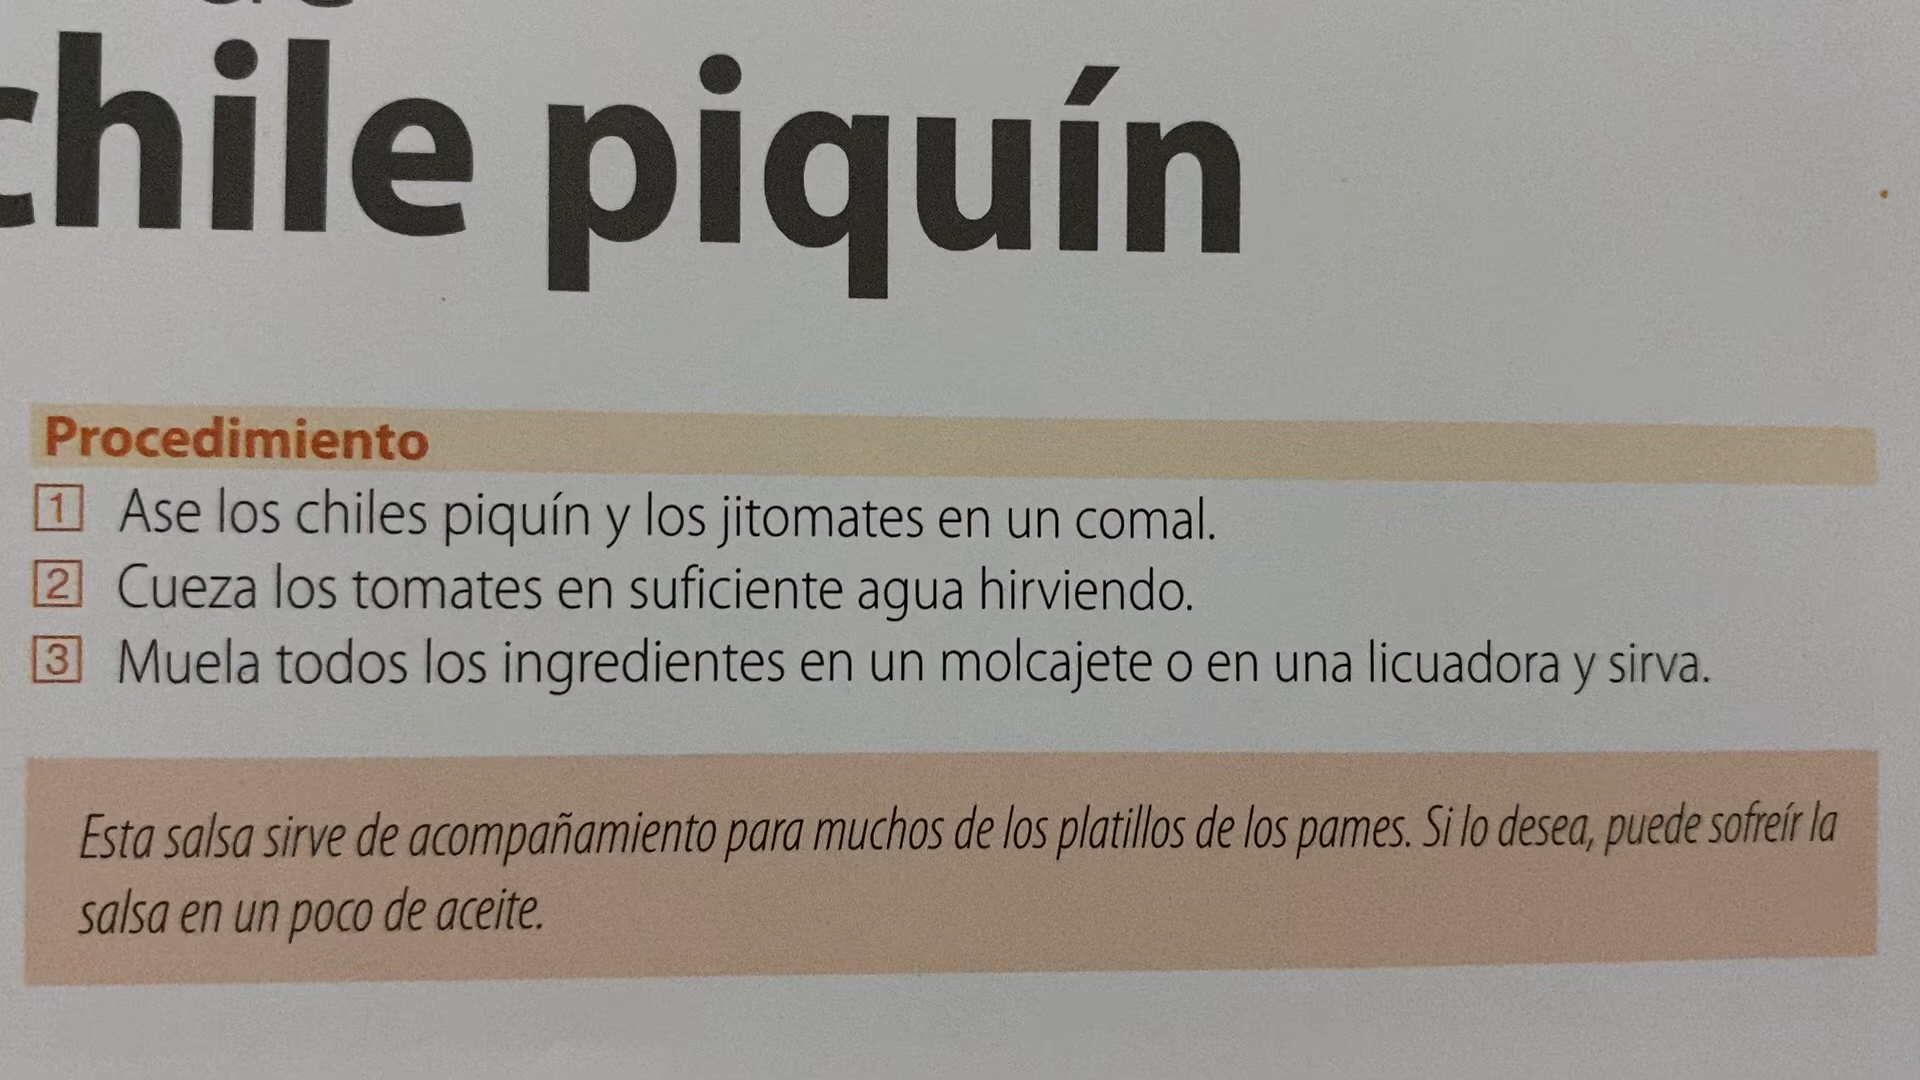 chile piquín
Procedimiento
1 Ase los chiles piquín y los jitomates en un comal.
2 Cueza los tomates en suficiente agua hirviendo.
3 Muela todos los ingredientes en un molcajete o en una licuadora y sirva.
Esta salsa sirve de acompañamiento para muchos de los platillos de los pames. Si lo desea, puede sofreír la
salsa en un poco de aceite.